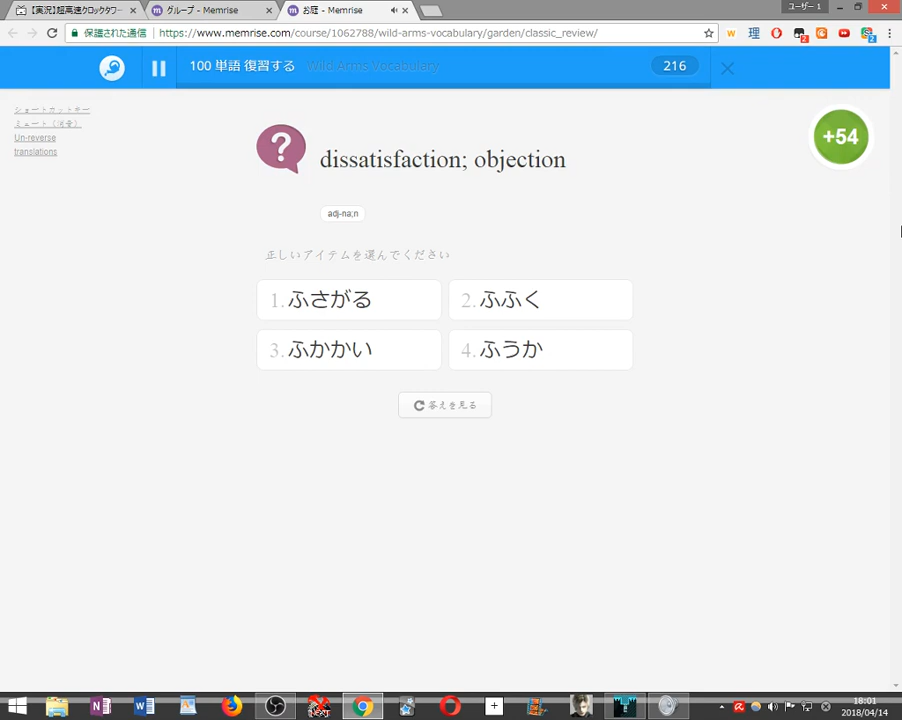 【実況】超高速クロックタワー
グループ - Memrise
お庭 - Memrise
ユーザー 1
保護された通信
https://www.memrise.com/course/1062788/wild-arms-vocabulary/garden/classic_review/
100 単語 復習する
Wild Arms Vocabulary
216
ショートカットキー
ミュート（消音）
Un-reverse
translations
+54
dissatisfaction; objection
adj-na;n
正しいアイテムを選んでください
1. ふさがる
2. ふふく
3. ふかかい
4. ふうか
答えを見る
18:01
2018/04/14